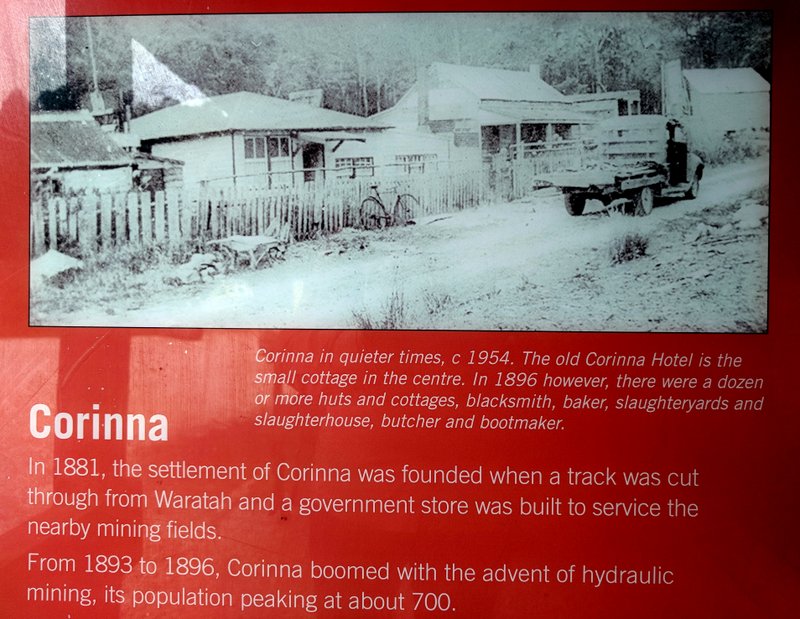 Corinna in quieter times, c 1954. The old Corinna Hotel is the
small cottage in the centre. In 1896 however, there were a dozen
or more huts and cottages, blacksmith, baker, slaughteryards and
slaughterhouse, butcher and bootmaker.
Corinna
In 1881, the settlement of Corinna was founded when a track was cut
through from Waratah and a government store was built to service the
nearby mining fields.
From 1893 to 1896, Corinna boomed with the advent of hydraulic
mining, its population peaking at about 700.